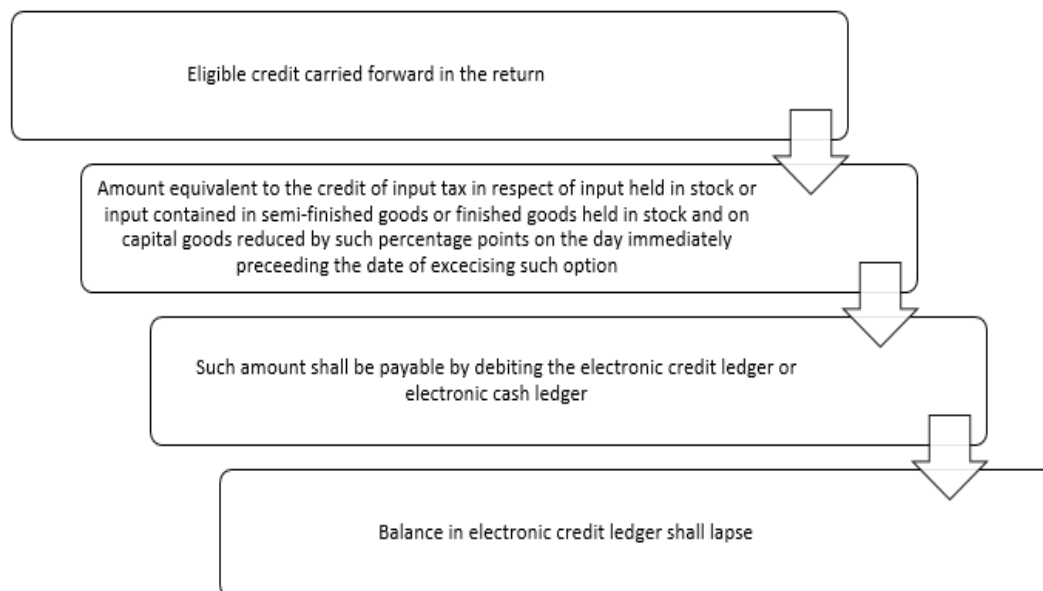 Eligible credit carried forward in the return
Amount equivalent to the credit of input tax in respect of input held in stock or
input contained in semi-finished goods or finished goods held in stock and on
capital goods reduced by such percentage points on the day immediately
preceeding the date of excecising such option
Such amount shall be payable by debiting the electronic credit ledger or
electronic cash ledger
Balance in electronic credit ledger shall lapse